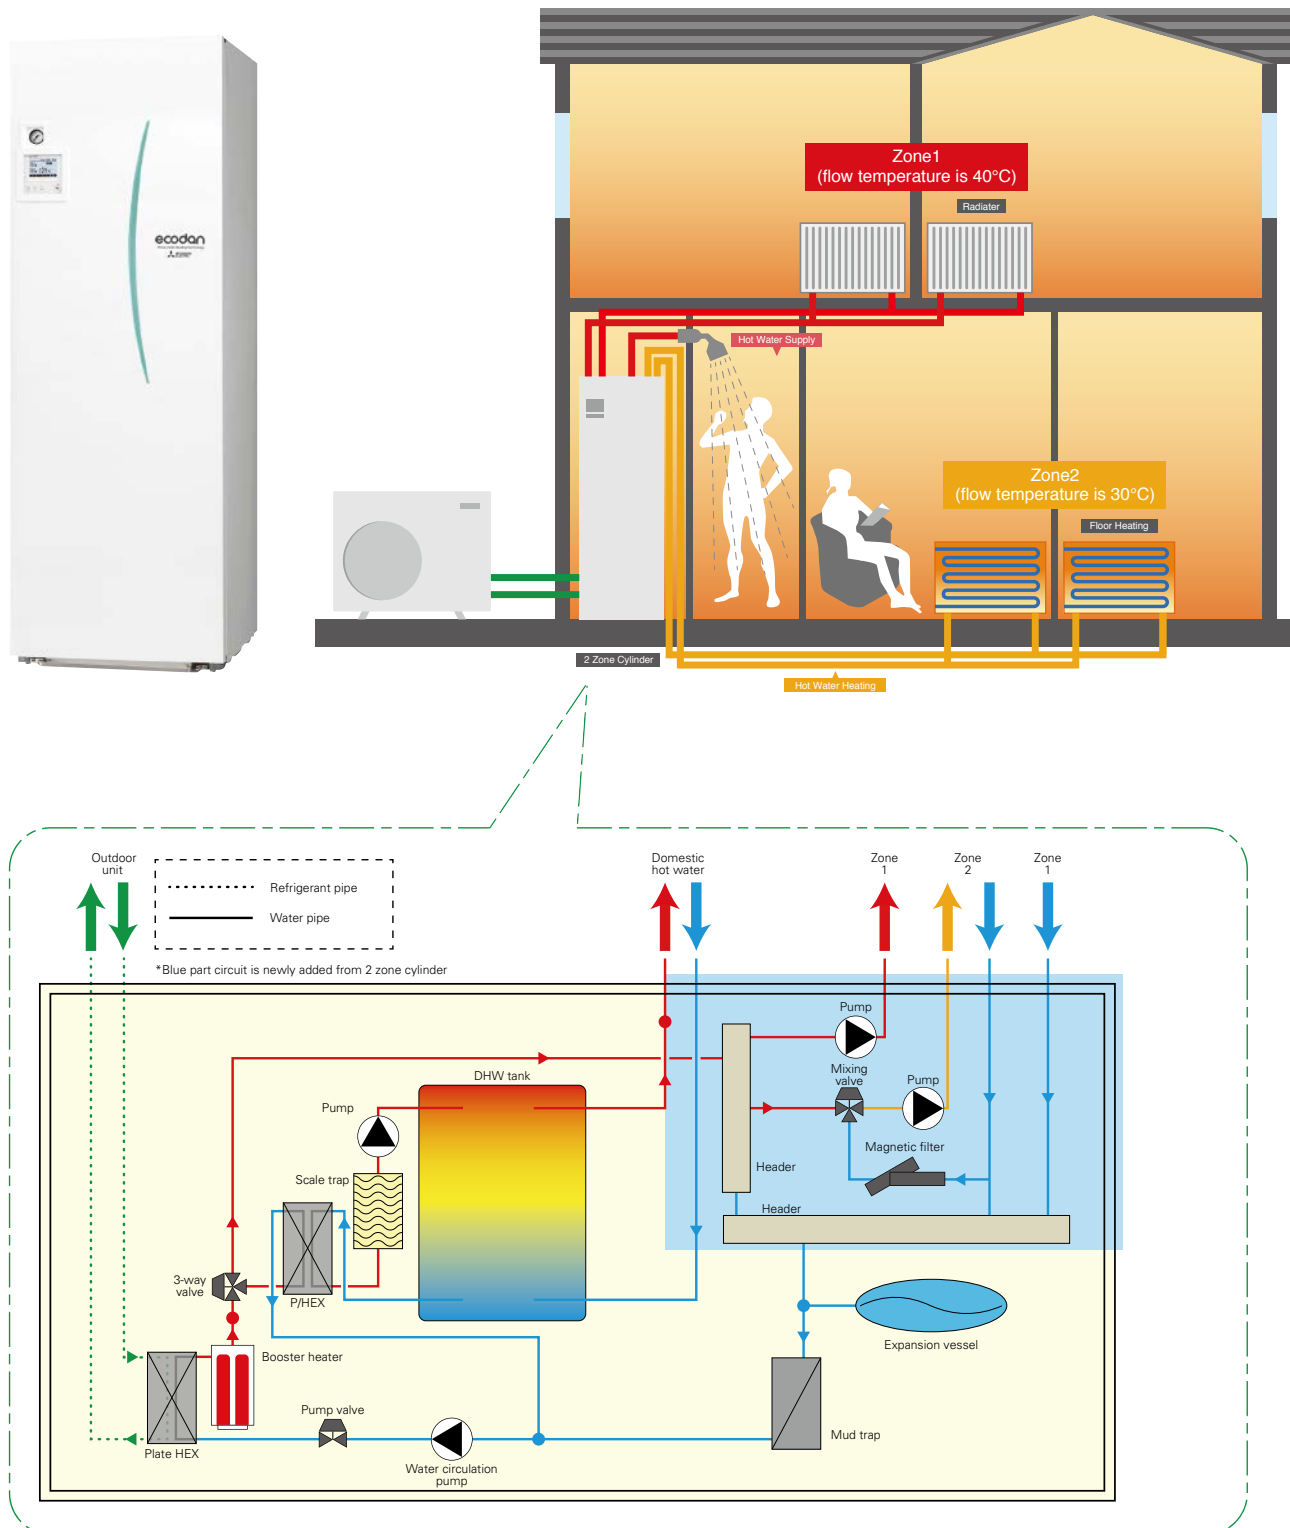 ecodan
Zone1
(flow temperature is 40°C)
Radiater
Hot Water Supply
Zone2
(flow temperature is 30°C)
Floor Heating
2 Zone Cylinder
Hot Water Heating
Outdoor
unit
Refrigerant pipe
Water pipe
*Blue part circuit is newly added from 2 zone cylinder
Domestic
hot water
Zone
1
Zone
2
Zone
1
Pump
Mixing
valve
Pump
DHW tank
Pump
Magnetic filter
Header
Scale trap
Header
3-way
valve
P/HEX
Expansion vessel
Booster heater
Pump valve
Mud trap
Plate HEX
Water circulation
pump